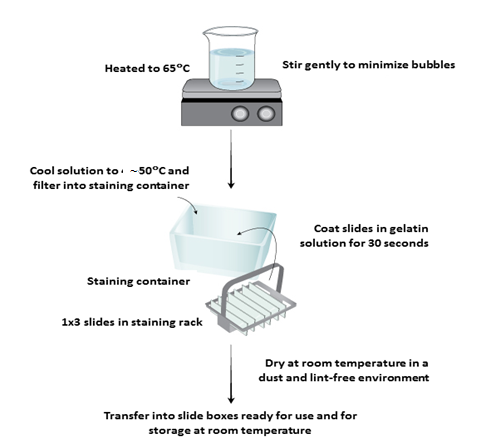 Heated to 65°C
Stir gently to minimize bubbles
Cool solution to ~50°C and
filter into staining container
Coat slides in gelatin
solution for 30 seconds
Staining container
1x3 slides in staining rack
Dry at room temperature in a
dust and lint-free environment
Transfer into slide boxes ready for use and for
storage at room temperature